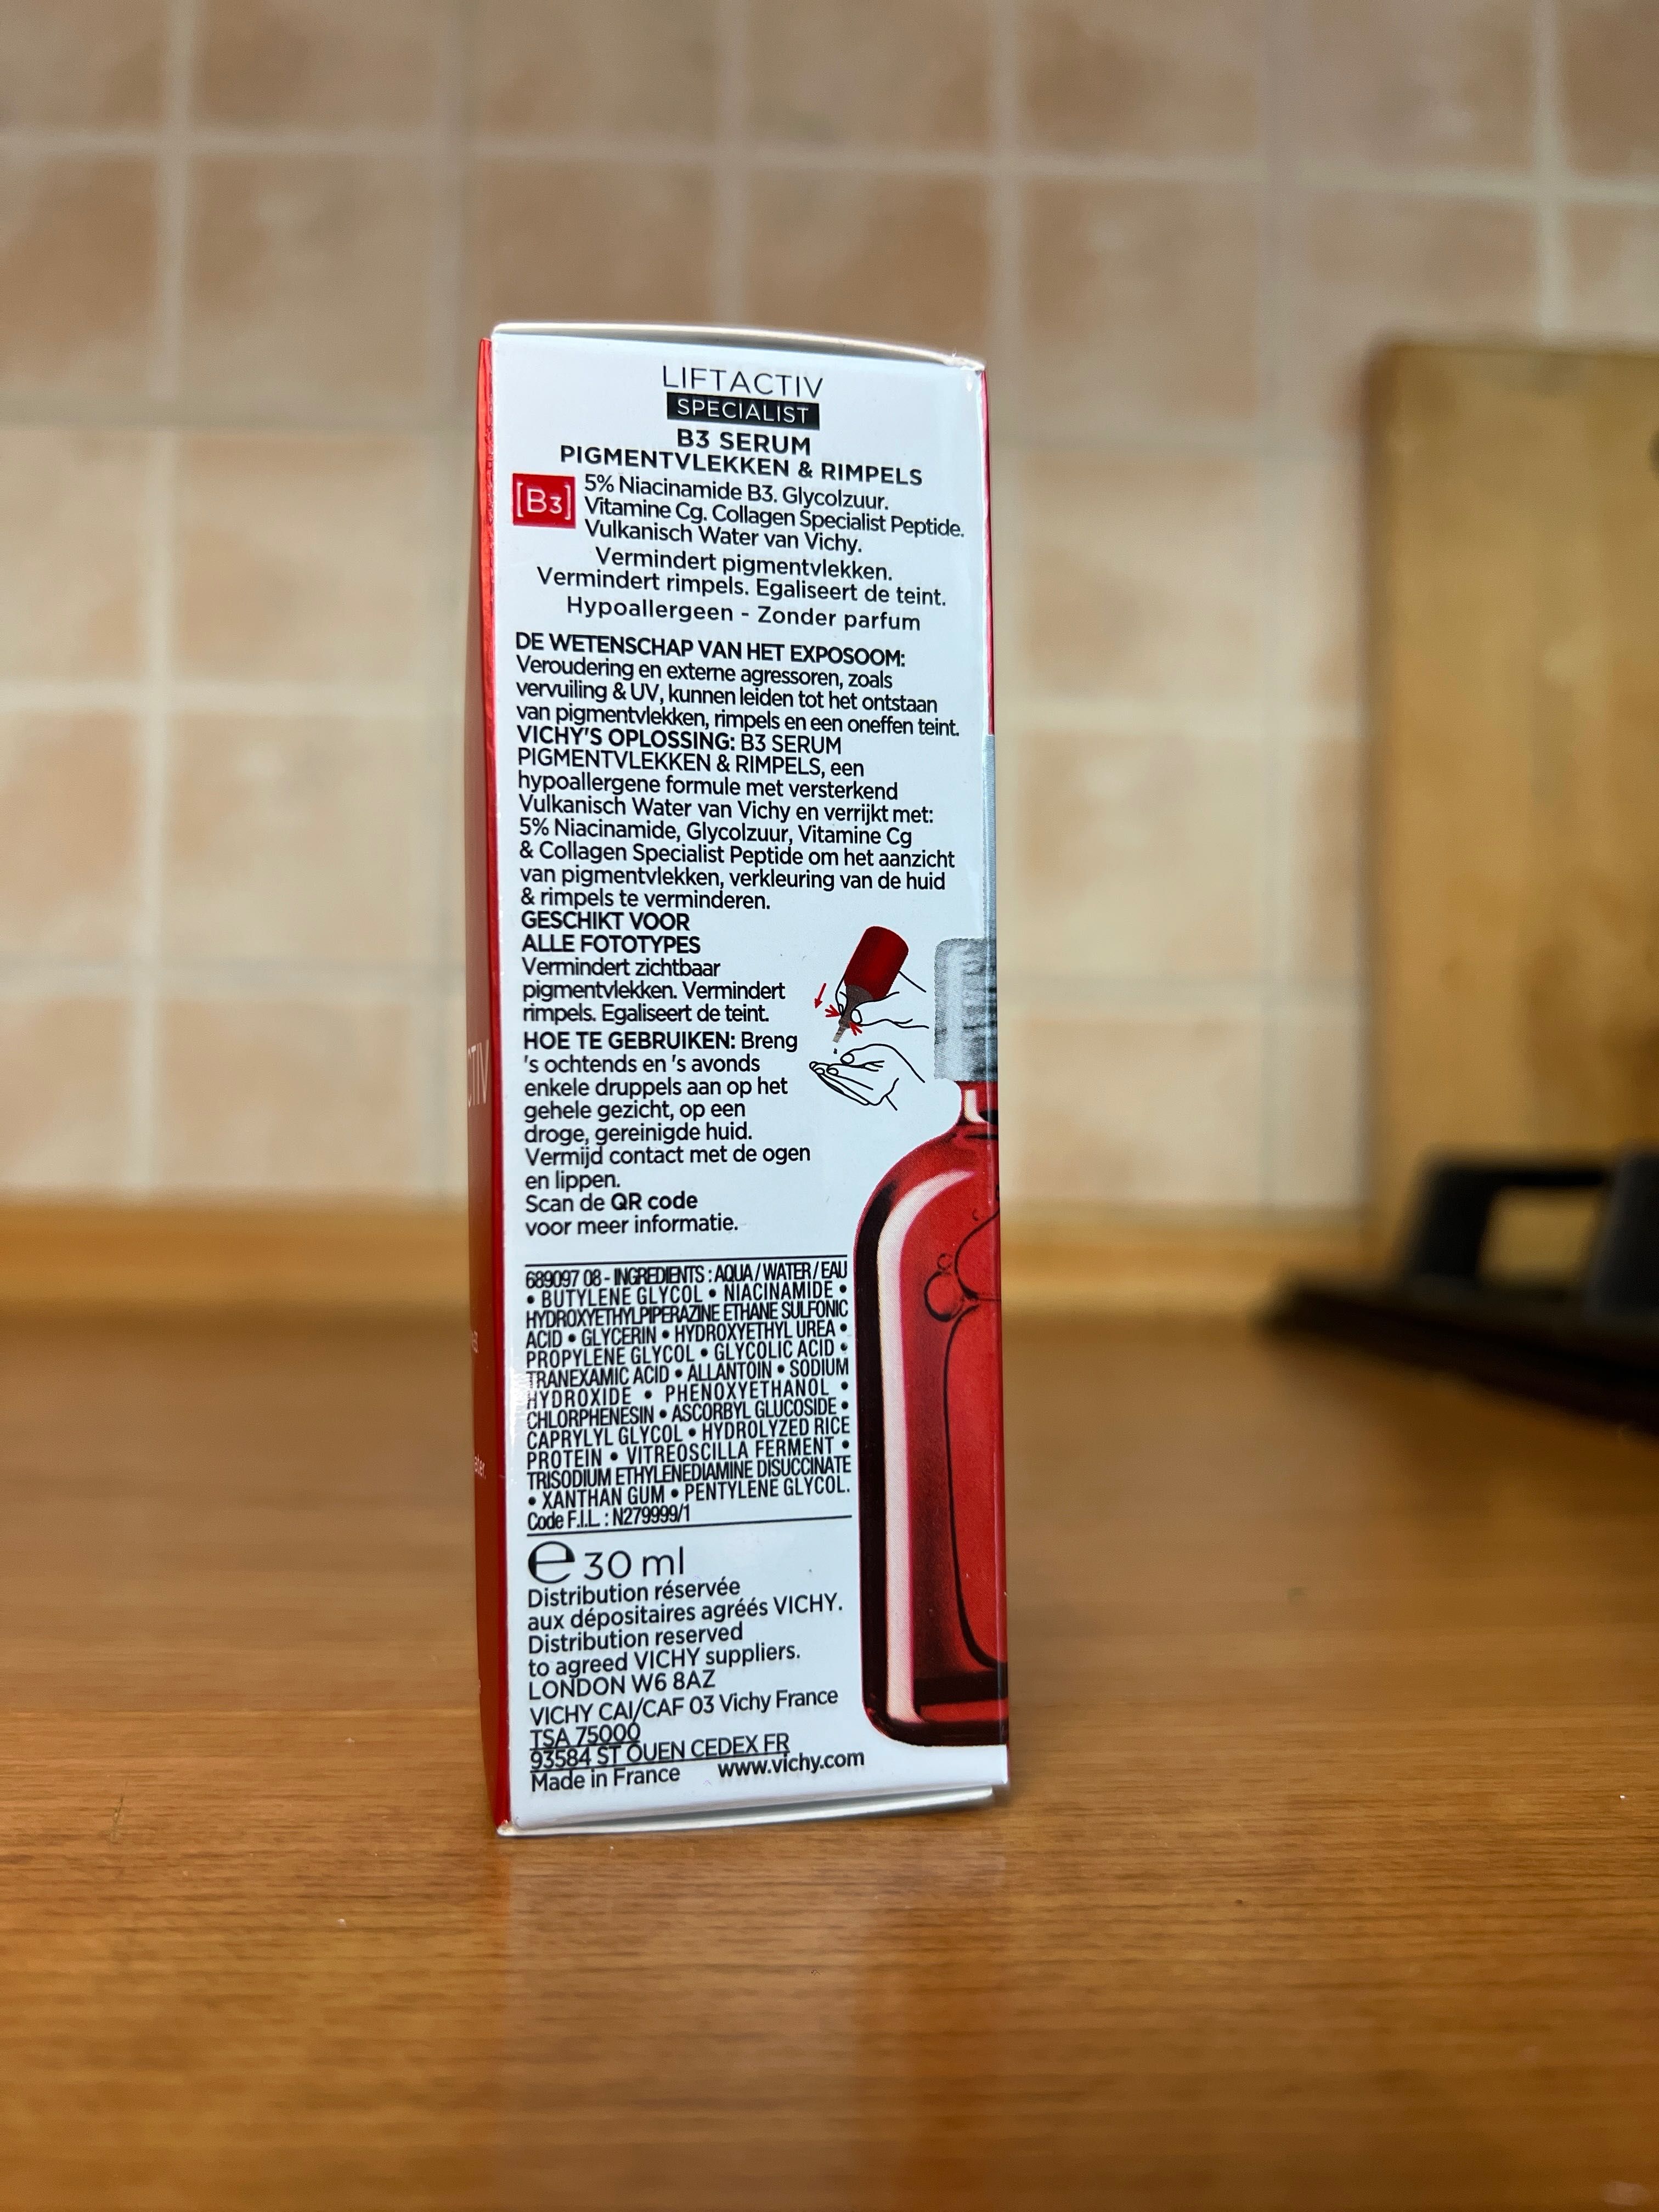 LIFTACTIV
SPECIALIST
B3 SERUM
PIGMENTVLEKKEN & RIMPELS
[B3]
5% Niacinamide B3. Glycolzuur.
Vitamine Cg. Collagen Specialist Peptide.
Vulkanisch Water van Vichy.
Vermindert pigmentvlekken.
Vermindert rimpels. Egaliseert de teint.
Hypoallergeen - Zonder parfum
DE WETENSCHAP VAN HET EXPOSOOM:
Veroudering en externe agressoren, zoals
vervuiling & UV, kunnen leiden tot het ontstaan
van pigmentvlekken, rimpels en een oneffen teint.
VICHY'S OPLOSSING: B3 SERUM
PIGMENTVLEKKEN & RIMPELS, een
hypoallergene formule met versterkend
Vulkanisch Water van Vichy en verrijkt met:
5% Niacinamide, Glycolzuur, Vitamine Cg
& Collagen Specialist Peptide om het aanzicht
van pigmentvlekken, verkleuring van de huid
& rimpels te verminderen.
GESCHIKT VOOR
ALLE FOTOTYPES
Vermindert zichtbaar
pigmentvlekken. Vermindert
rimpels. Egaliseert de teint.
HOE TE GEBRUIKEN: Breng
's ochtends en 's avonds
enkele druppels aan op het
gehele gezicht, op een
droge, gereinigde huid.
Vermijd contact met de ogen
en lippen.
Scan de QR code
voor meer informatie.
689097 08 - INGREDIENTS : AQUA / WATER / EAU
• BUTYLENE GLYCOL • NIACINAMIDE •
HYDROXYETHYLPIPERAZINE ETHANE SULFONIC
ACID • GLYCERIN • HYDROXYETHYL UREA •
PROPYLENE GLYCOL • GLYCOLIC ACID •
TRANEXAMIC ACID • ALLANTOIN • SODIUM
HYDROXIDE • PHENOXYETHANOL •
CHLORPHENESIN • ASCORBYL GLUCOSIDE •
CAPRYLYL GLYCOL • HYDROLYZED RICE
PROTEIN • VITREOSCILLA FERMENT •
TRISODIUM ETHYLENEDIAMINE DISUCCINATE
• XANTHAN GUM • PENTYLENE GLYCOL.
Code F.I.L. : N279999/1
e 30 ml
Distribution réservée
aux dépositaires agréés VICHY.
Distribution reserved
to agreed VICHY suppliers.
LONDON W6 8AZ
VICHY CAI/CAF 03 Vichy France
TSA 75000
93584 ST OUEN CEDEX FR
Made in France www.vichy.com
CTIV